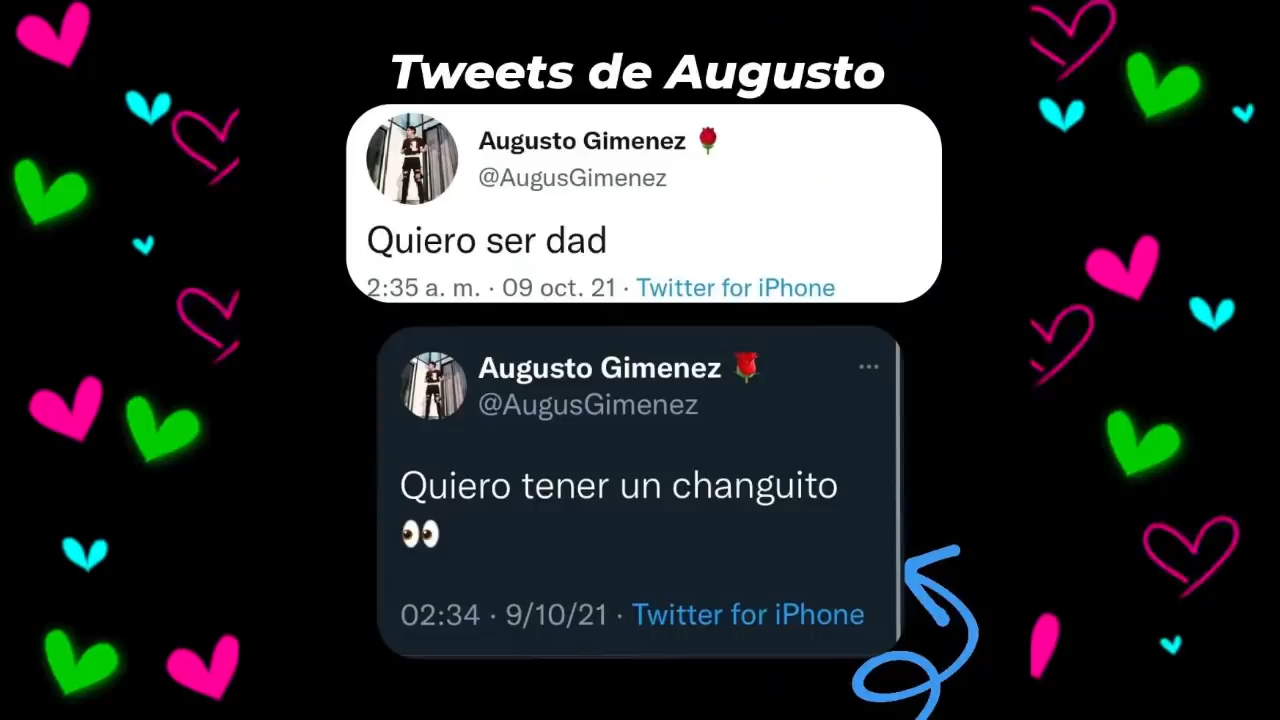 Tweets de Augusto
Augusto Gimenez 🌹
@AugusGimenez
Quiero ser dad
2:35 a. m. · 09 oct. 21 · Twitter for iPhone
Augusto Gimenez 🌹
@AugusGimenez
Quiero tener un changuito
👀
02:34 · 9/10/21 · Twitter for iPhone